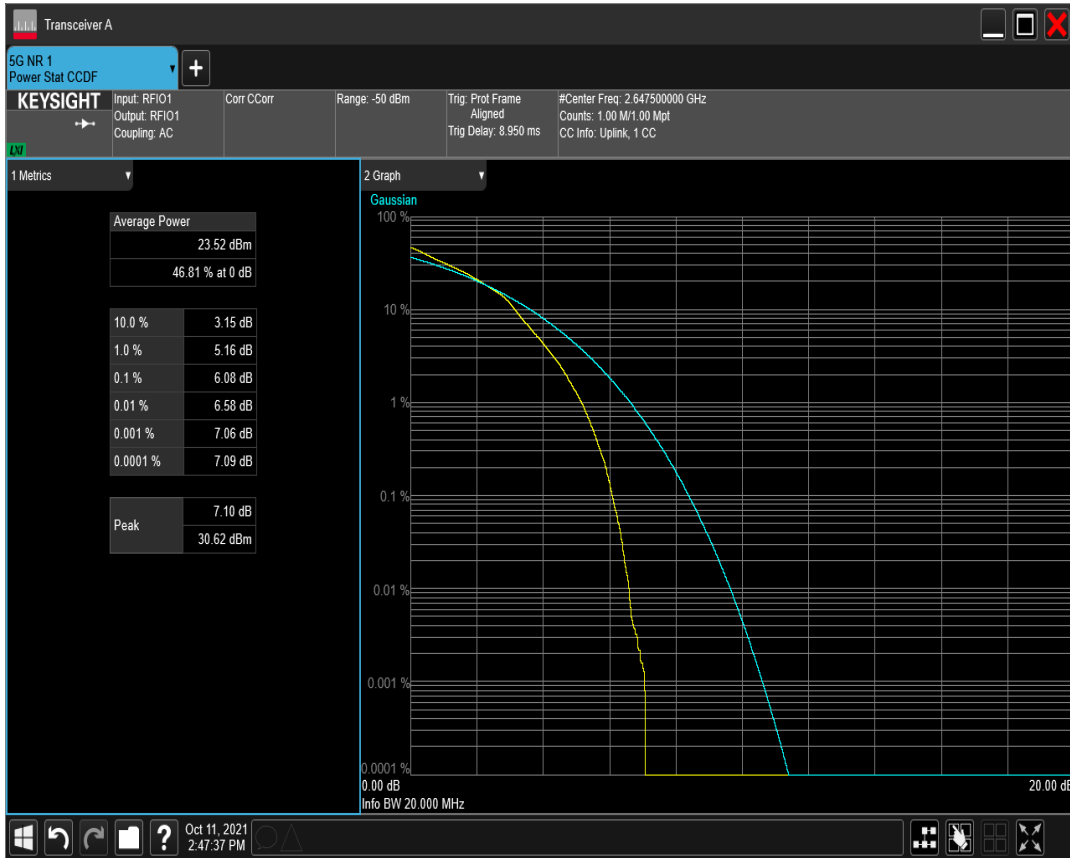 Transceiver A
5G NR 1
Power Stat CCDF
+
KEYSIGHT
LXI
Input: RFIO1
Output: RFIO1
Coupling: AC
Corr CCorr
Range: -50 dBm
Trig: Prot Frame
Aligned
Trig Delay: 8.950 ms
#Center Freq: 2.647500000 GHz
Counts: 1.00 M/1.00 Mpt
CC Info: Uplink, 1 CC
1 Metrics
Average Power
23.52 dBm
46.81 % at 0 dB
10.0 % 3.15 dB
1.0 % 5.16 dB
0.1 % 6.08 dB
0.01 % 6.58 dB
0.001 % 7.06 dB
0.0001 % 7.09 dB
Peak 7.10 dB
30.62 dBm
2 Graph
Gaussian
100 %
10 %
1 %
0.1 %
0.01 %
0.001 %
0.0001 %
0.00 dB 20.00 dB
Info BW 20.000 MHz
?
Oct 11, 2021
2:47:37 PM